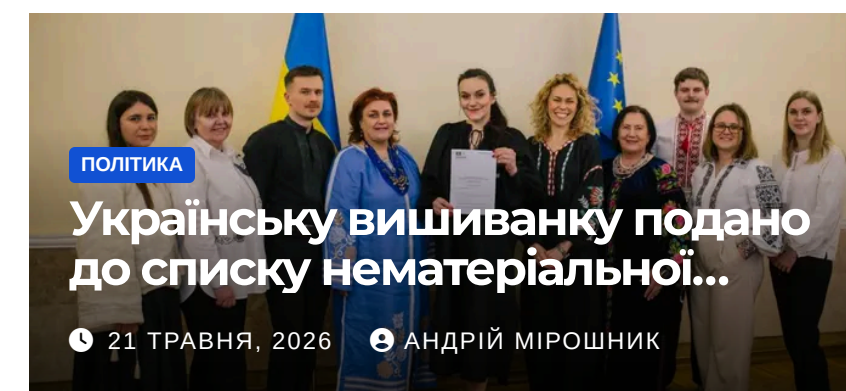 ПОЛІТИКА
Українську вишиванку подано
до списку нематеріальної...
21 ТРАВНЯ, 2026 АНДРІЙ МІРОШНИК